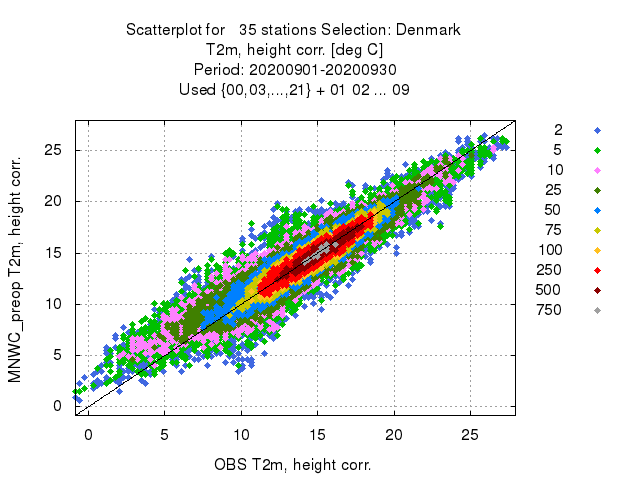 Scatterplot for   35 stations Selection: Denmark
T2m, height corr. [deg C]
Period: 20200901-20200930
Used {00,03,...,21} + 01 02 ... 09
MNWC_preop T2m, height corr.
25
20
15
10
5
0
0 5 10 15 20 25
OBS T2m, height corr.
2
5
10
25
50
75
100
250
500
750